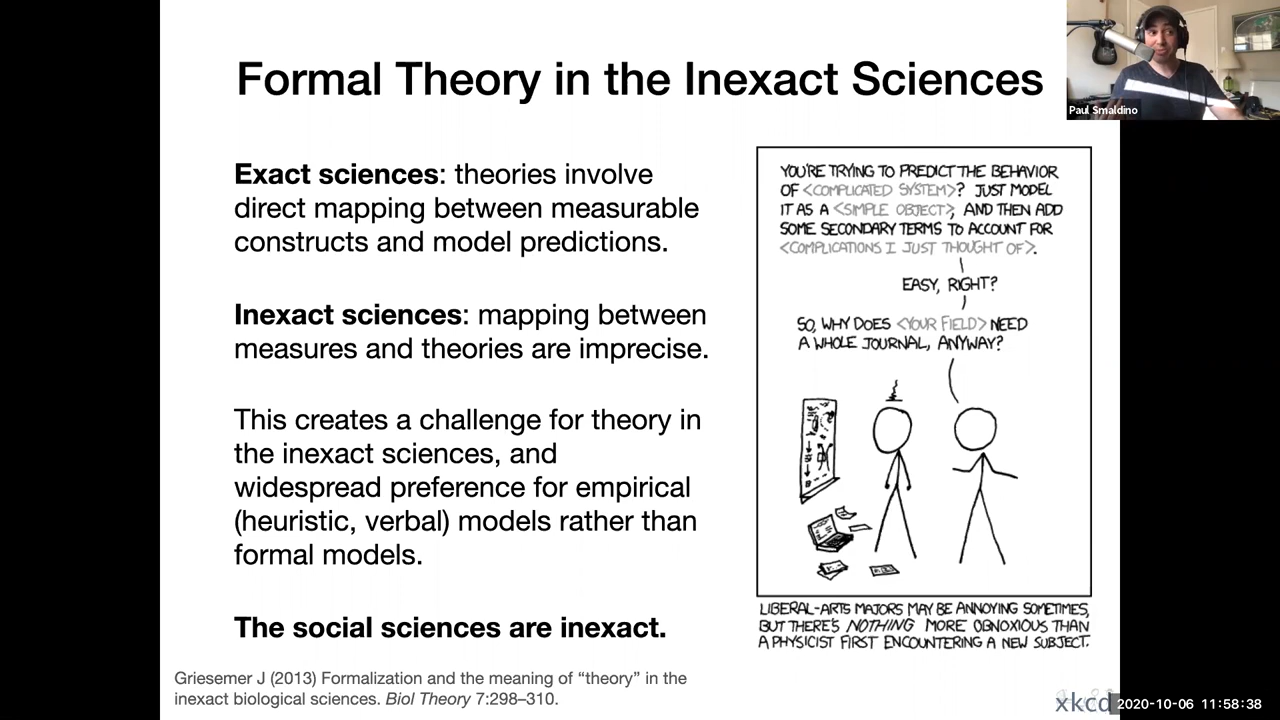 Formal Theory in the Inexact Sciences
Paul Smaldino
Exact sciences: theories involve
direct mapping between measurable
constructs and model predictions.
Inexact sciences: mapping between
measures and theories are imprecise.
This creates a challenge for theory in
the inexact sciences, and
widespread preference for empirical
(heuristic, verbal) models rather than
formal models.
The social sciences are inexact.
Griesemer J (2013) Formalization and the meaning of “theory” in the
inexact biological sciences. Biol Theory 7:298–310.
YOU'RE TRYING TO PREDICT THE BEHAVIOR
OF <COMPLICATED SYSTEM>? JUST MODEL
IT AS A <SIMPLE OBJECT>, AND THEN ADD
SOME SECONDARY TERMS TO ACCOUNT FOR
<COMPLICATIONS I JUST THOUGHT OF>.
EASY, RIGHT?
SO, WHY DOES <YOUR FIELD> NEED
A WHOLE JOURNAL, ANYWAY?
LIBERAL-ARTS MAJORS MAY BE ANNOYING SOMETIMES,
BUT THERE'S NOTHING MORE OBNOXIOUS THAN
A PHYSICIST FIRST ENCOUNTERING A NEW SUBJECT.
xkcd
2020-10-06 11:58:38